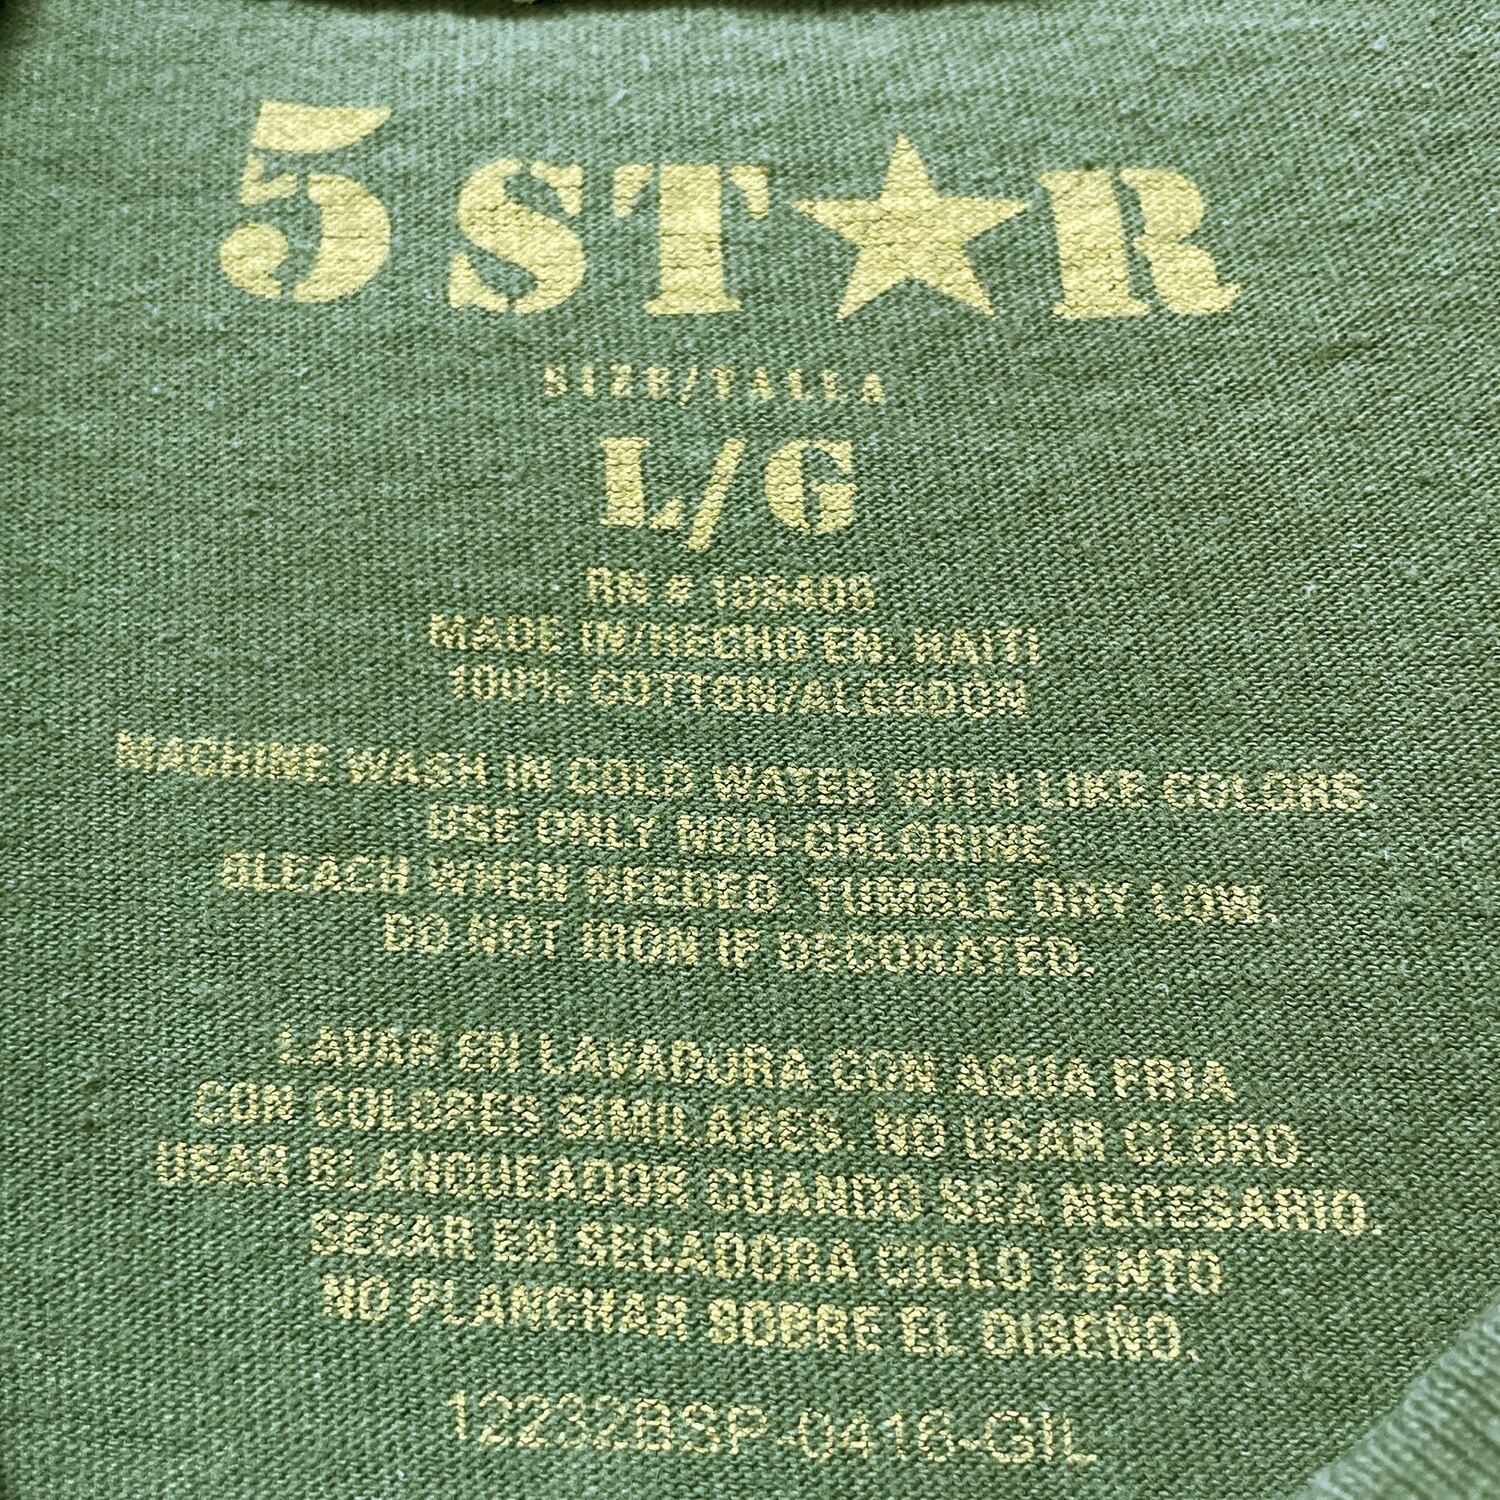 5 ST★R
SIZE/TALLA
L/G
RN # 108408
MADE IN/HECHO EN: HAITI
100% COTTON/ALGODON
MACHINE WASH IN COLD WATER WITH LIKE COLORS.
USE ONLY NON-CHLORINE
BLEACH WHEN NEEDED. TUMBLE DRY LOW.
DO NOT IRON IF DECORATED.
LAVAR EN LAVADURA CON AGUA FRIA
CON COLORES SIMILARES. NO USAR CLORO.
USAR BLANQUEADOR CUANDO SEA NECESARIO.
SECAR EN SECADORA CICLO LENTO
NO PLANCHAR SOBRE EL DISENO.
12232BSP-0416-GIL